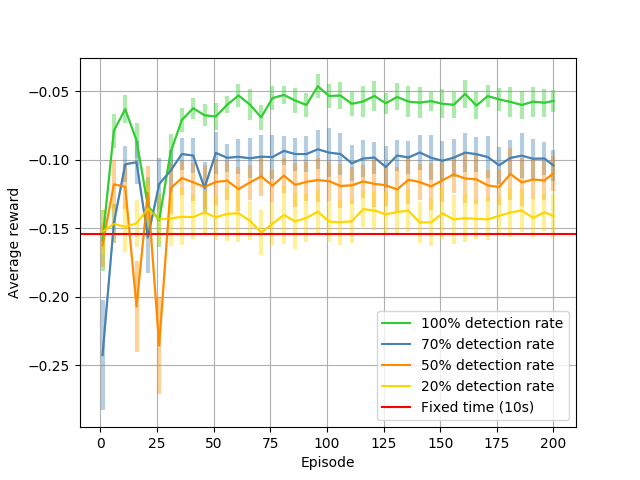 −0.05
−0.10
−0.15
−0.20
−0.25
Average reward
0
25
50
75
100
125
150
175
200
Episode
100% detection rate
70% detection rate
50% detection rate
20% detection rate
Fixed time (10s)